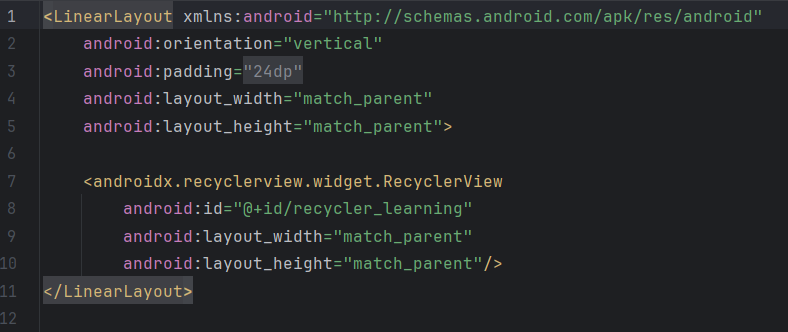 1 <LinearLayout xmlns:android="http://schemas.android.com/apk/res/android"
2     android:orientation="vertical"
3     android:padding="24dp"
4     android:layout_width="match_parent"
5     android:layout_height="match_parent">
6
7     <androidx.recyclerview.widget.RecyclerView
8         android:id="@+id/recycler_learning"
9         android:layout_width="match_parent"
10         android:layout_height="match_parent"/>
11 </LinearLayout>
12